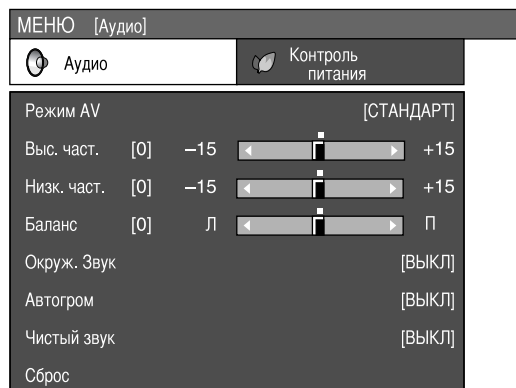 МЕНЮ [Аудио]
Аудио
Контроль
питания
Режим AV [СТАНДАРТ]
Выс. част. [0] –15 +15
Низк. част. [0] –15 +15
Баланс [0] Л П
Окруж. Звук [ВЫКЛ]
Автогром [ВЫКЛ]
Чистый звук [ВЫКЛ]
Сброс